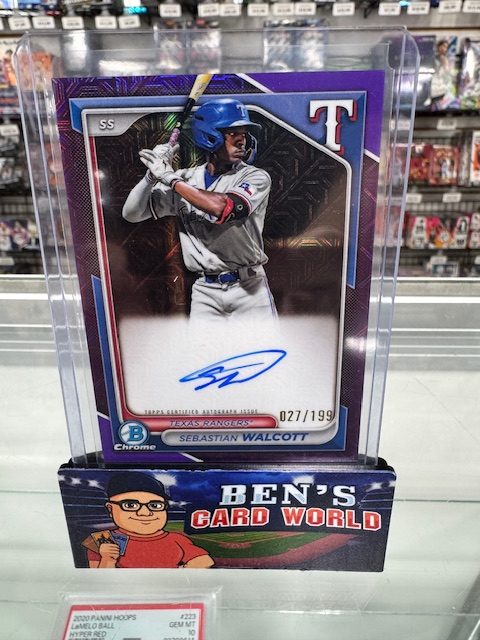 SS
T
TOPPS CERTIFIED AUTOGRAPH ISSUE
027/199
TEXAS RANGERS
B
Chrome
SEBASTIAN WALCOTT
BEN'S
CARD WORLD
2020 PANINI HOOPS #223
LaMELO BALL GEM MT
HYPER RED 10